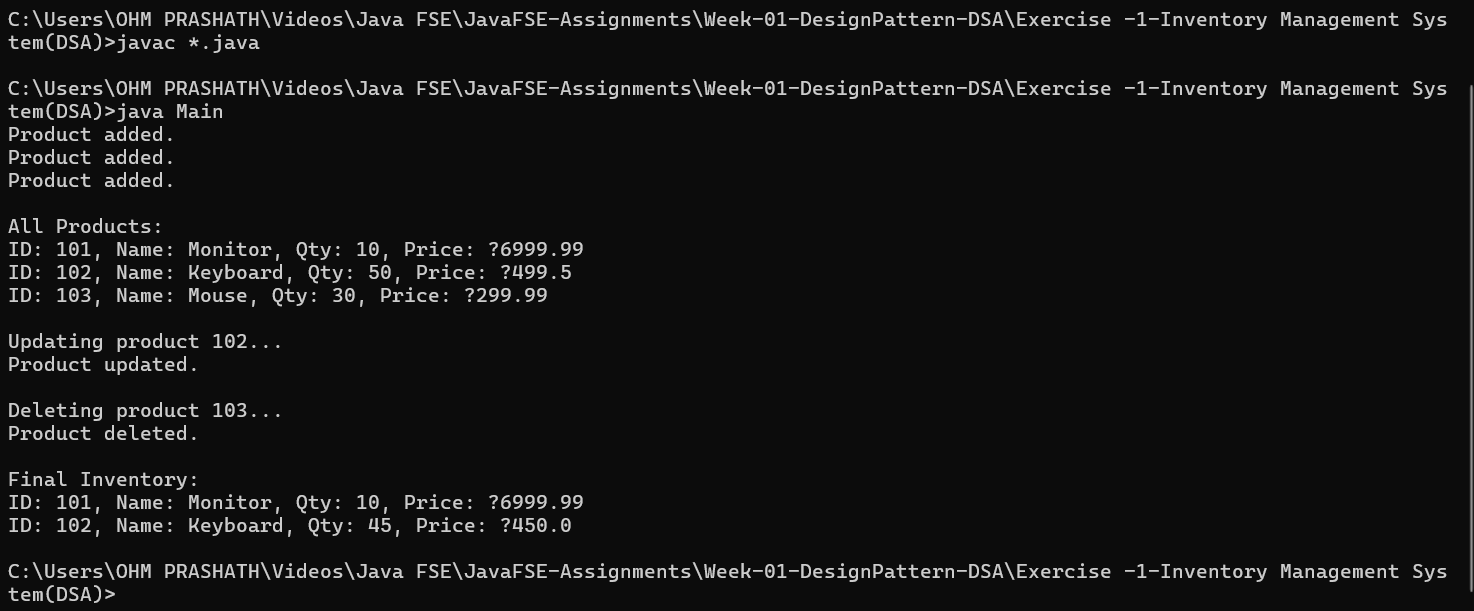 C:\Users\OHM PRASHATH\Videos\Java FSE\JavaFSE-Assignments\Week-01-DesignPattern-DSA\Exercise -1-Inventory Management Sys
tem(DSA)>javac *.java
C:\Users\OHM PRASHATH\Videos\Java FSE\JavaFSE-Assignments\Week-01-DesignPattern-DSA\Exercise -1-Inventory Management Sys
tem(DSA)>java Main
Product added.
Product added.
Product added.
All Products:
ID: 101, Name: Monitor, Qty: 10, Price: ?6999.99
ID: 102, Name: Keyboard, Qty: 50, Price: ?499.5
ID: 103, Name: Mouse, Qty: 30, Price: ?299.99
Updating product 102...
Product updated.
Deleting product 103...
Product deleted.
Final Inventory:
ID: 101, Name: Monitor, Qty: 10, Price: ?6999.99
ID: 102, Name: Keyboard, Qty: 45, Price: ?450.0
C:\Users\OHM PRASHATH\Videos\Java FSE\JavaFSE-Assignments\Week-01-DesignPattern-DSA\Exercise -1-Inventory Management Sys
tem(DSA)>